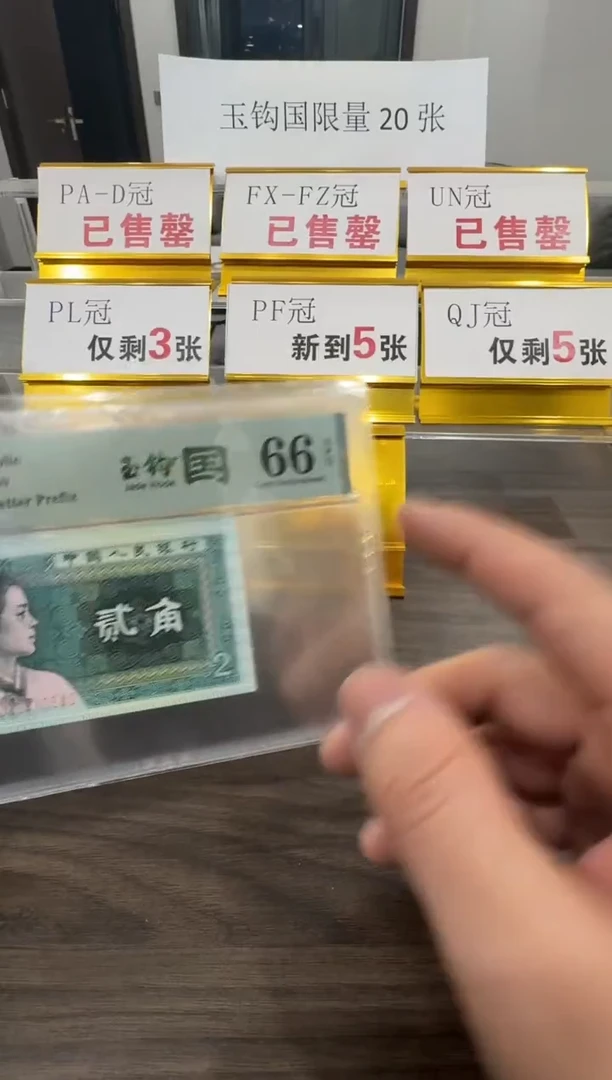 玉钩国限量20张
PA-D冠
已售罄
FX-FZ冠
已售罄
UN冠
已售罄
PL冠
仅剩3张
PF冠
新到5张
QJ冠
仅剩5张
玉钩国
66
Prefix
中国人民银行
贰角
2